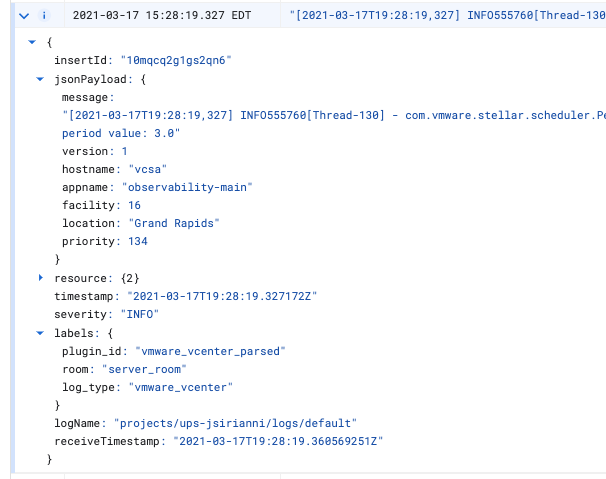 2021-03-17 15:28:19.327 EDT "[2021-03-17T19:28:19,327] INFO555760[Thread-130
{
insertId: "10mqcq2g1gs2qn6"
jsonPayload: {
message:
"[2021-03-17T19:28:19,327] INFO555760[Thread-130] - com.vmware.stellar.scheduler.Pe
period value: 3.0"
version: 1
hostname: "vcsa"
appname: "observability-main"
facility: 16
location: "Grand Rapids"
priority: 134
}
resource: {2}
timestamp: "2021-03-17T19:28:19.327172Z"
severity: "INFO"
labels: {
plugin_id: "vmware_vcenter_parsed"
room: "server_room"
log_type: "vmware_vcenter"
}
logName: "projects/ups-jsirianni/logs/default"
receiveTimestamp: "2021-03-17T19:28:19.360569251Z"
}